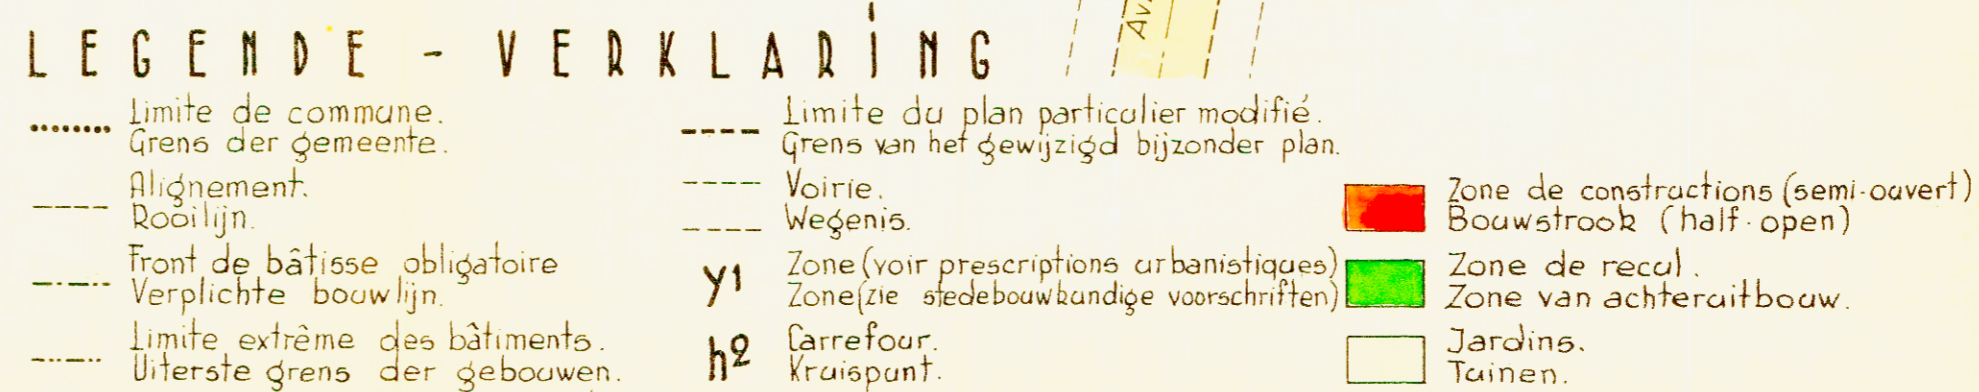 Av.
LEGENDE - VERKLARING
Limite de commune.
Grens der gemeente.
Alignement.
Rooilijn.
Front de bâtisse obligatoire
Verplichte bouwlijn.
Limite extrême des bâtiments.
Uiterste grens der gebouwen.
Limite du plan particulier modifié.
Grens van het gewijzigd bijzonder plan.
Voirie.
Wegenis.
y1
Zone (voir prescriptions urbanistiques)
Zone (zie stedebouwkundige voorschriften)
h2
Carrefour.
Kruispunt.
Zone de constructions (semi-ouvert)
Bouwstrook (half-open)
Zone de recul.
Zone van achteruitbouw.
Jardins.
Tuinen.